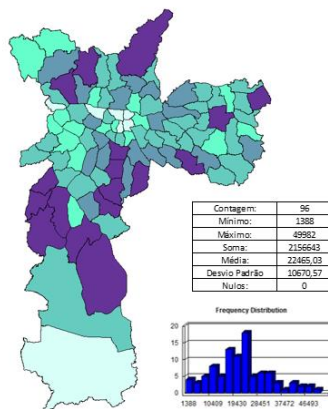 Contagem: 96
Mínimo: 1388
Máximo: 49982
Soma: 2156643
Média: 22465,03
Desvio Padrão 10670,57
Nulos: 0
Frequency Distribution
20
15
10
5
0
1388 10409 19430 28451 37472 46493